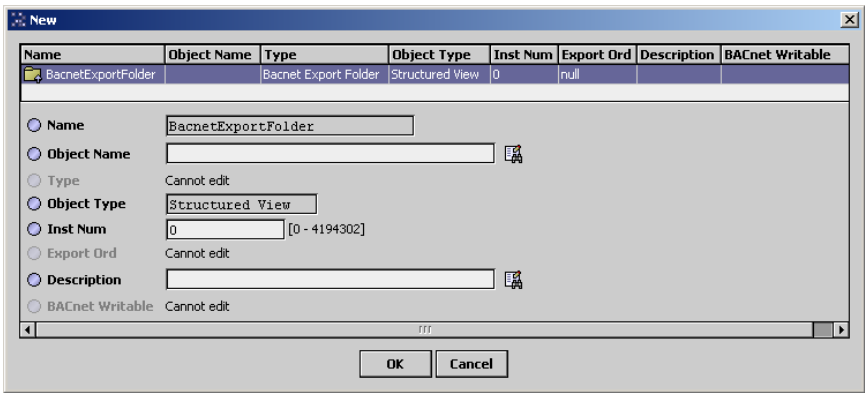 New
Name Object Name Type Object Type Inst Num Export Ord Description BACnet Writable
BacnetExportFolder Bacnet Export Folder Structured View 0 null
Name BacnetExportFolder
Object Name
Type Cannot edit
Object Type Structured View
Inst Num 0 [0 - 4194302]
Export Ord Cannot edit
Description
BACnet Writable Cannot edit
OK Cancel